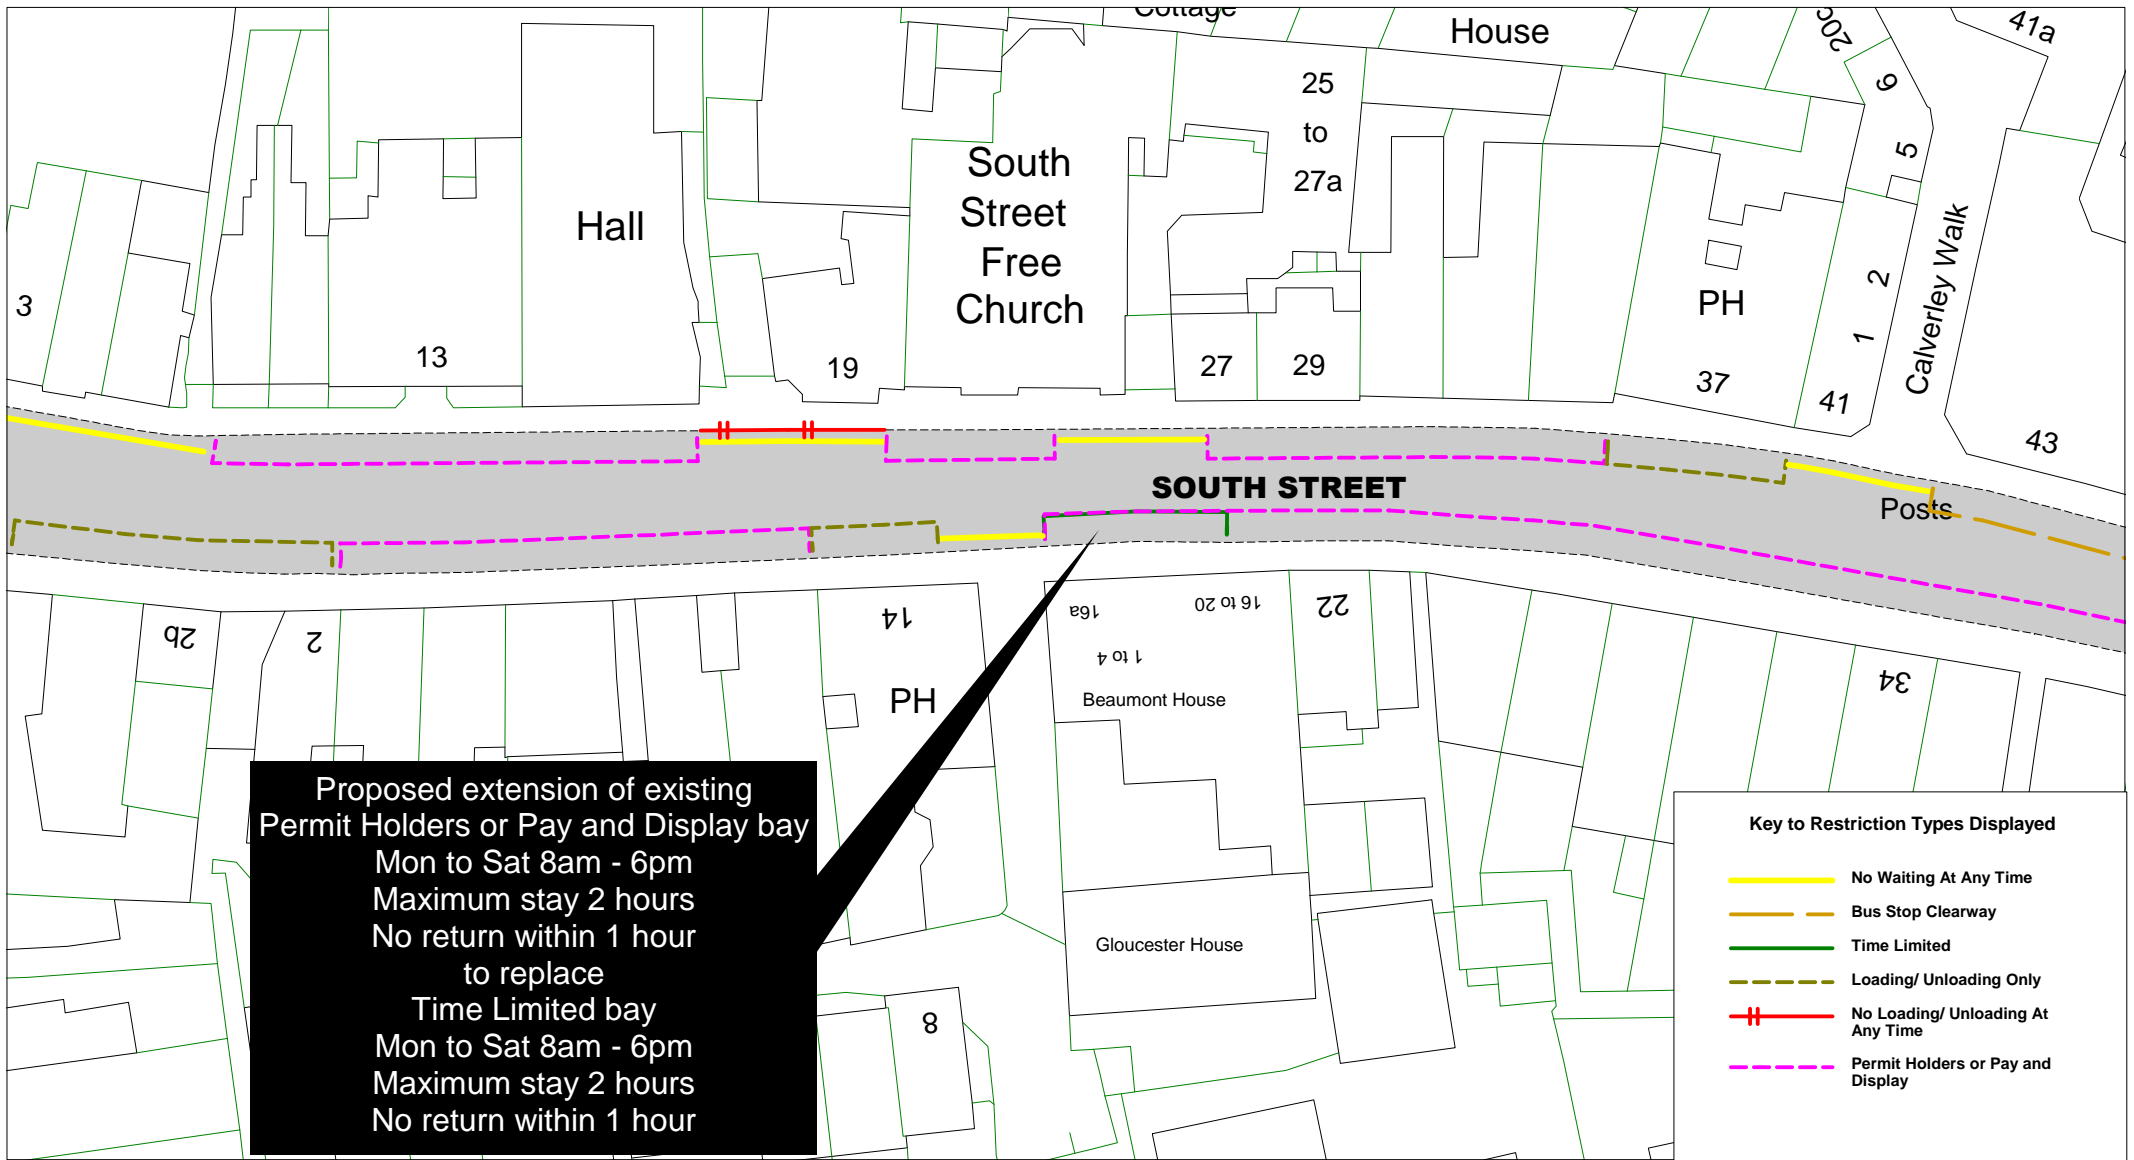 Cottage
House
20c
41a
25
to
27a
9
5
South
Street
Free
Church
Hall
Calverley Walk
3
2
1
PH
13
19
27
29
37
41
43
SOUTH STREET
Posts
2b
2
14
16a
16 to 20
22
1 to 4
PH
Beaumont House
34
Gloucester House
8
Proposed extension of existing
Permit Holders or Pay and Display bay
Mon to Sat 8am - 6pm
Maximum stay 2 hours
No return within 1 hour
to replace
Time Limited bay
Mon to Sat 8am - 6pm
Maximum stay 2 hours
No return within 1 hour
Key to Restriction Types Displayed
No Waiting At Any Time
Bus Stop Clearway
Time Limited
Loading/ Unloading Only
No Loading/ Unloading At
Any Time
Permit Holders or Pay and
Display